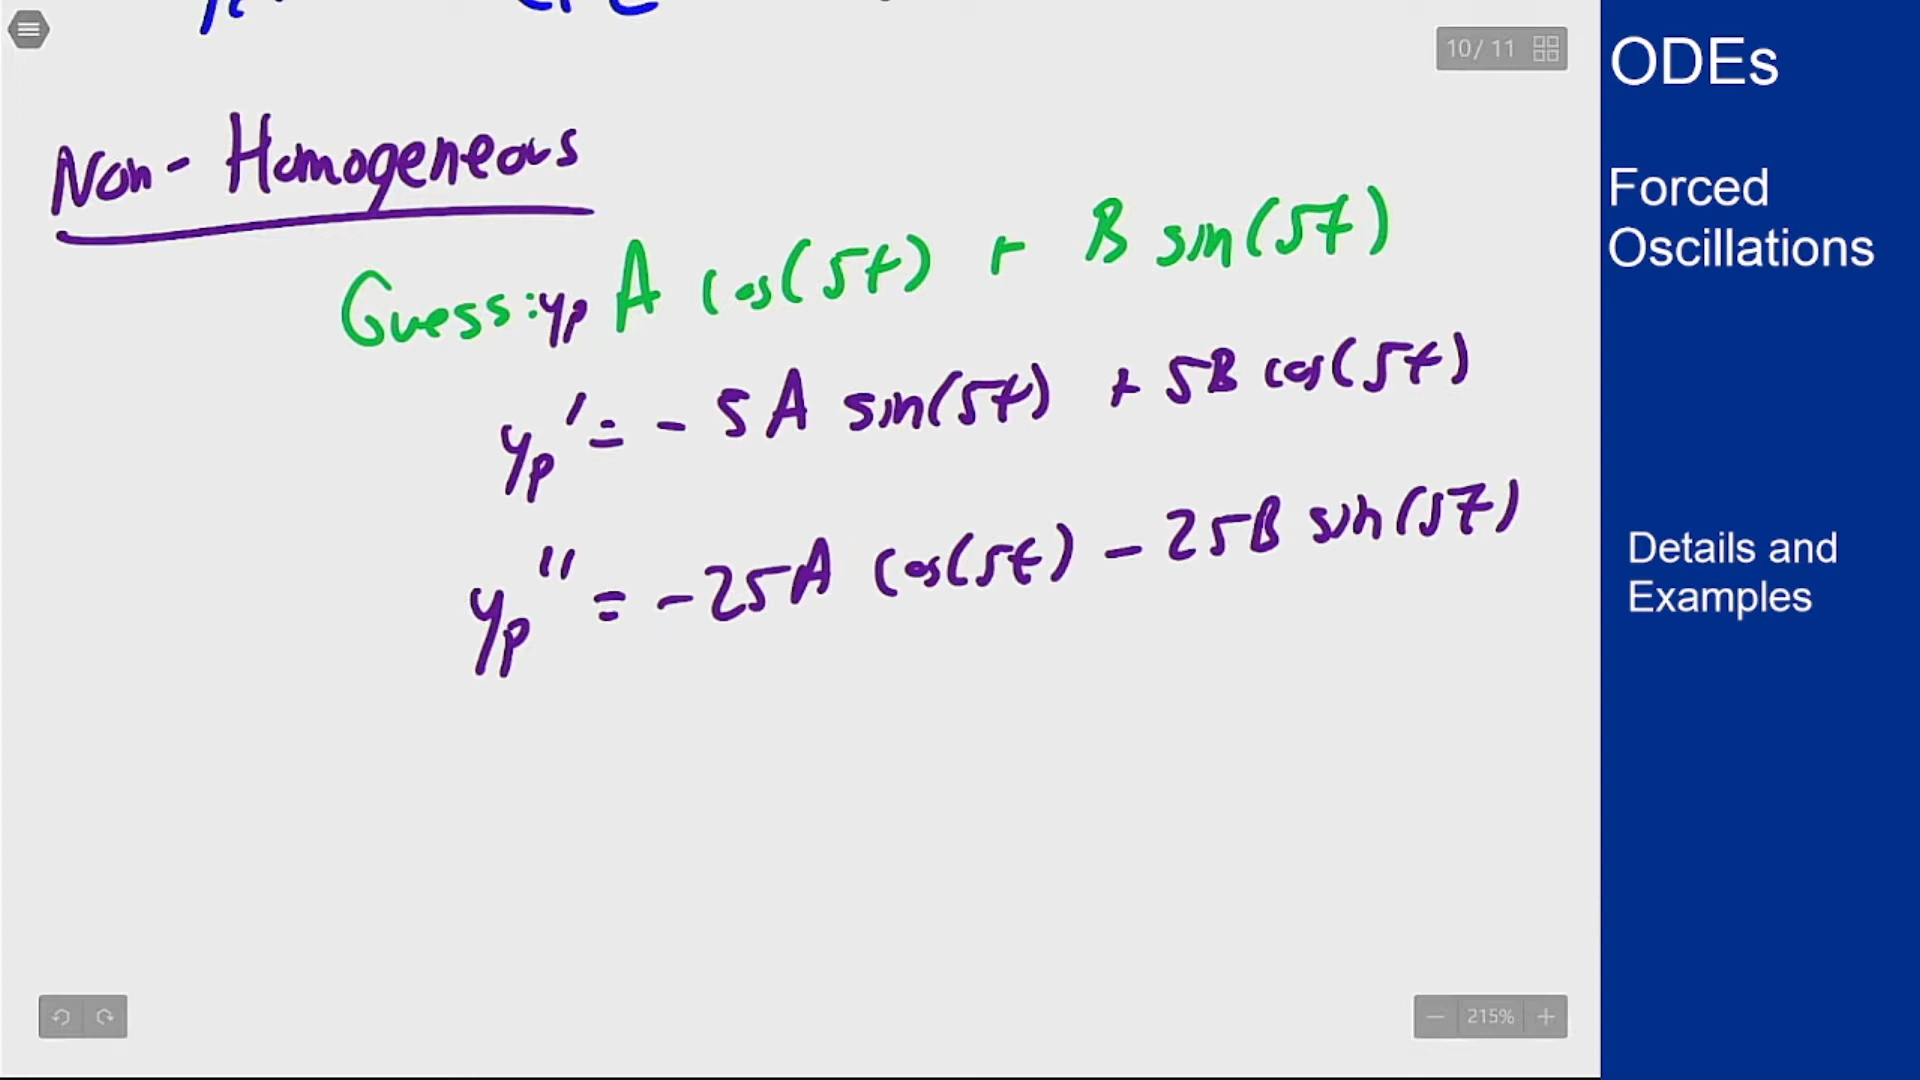 10/ 11
Non- Homogeneous
Guess: yp A cos(5t) + B sin(5t)
yp' = - 5A sin(5t) + 5B cos(5t)
yp'' = -25A cos(5t) - 25B sin(5t)
215%
ODEs
Forced
Oscillations
Details and
Examples